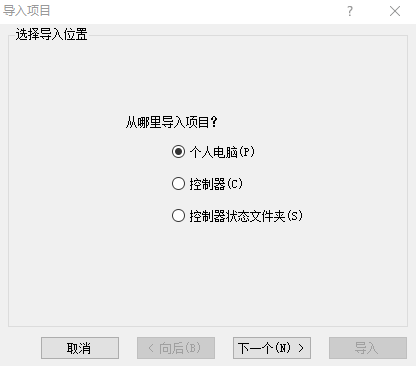 导入项目
选择导入位置
从哪里导入项目?
个人电脑(P)
控制器(C)
控制器状态文件夹(S)
取消 < 向后(B) 下一个(N) > 导入